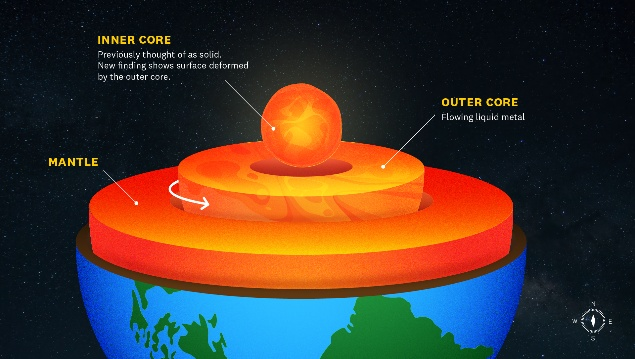 INNER CORE
Previously thought of as solid.
New finding shows surface deformed
by the outer core.
OUTER CORE
Flowing liquid metal
MANTLE
N
W E
S